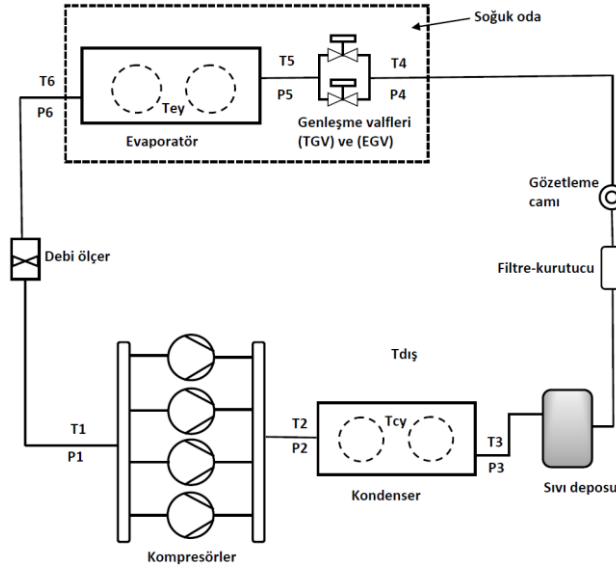 Soğuk oda
T6
P6
Tey
Evaporatör
T5
P5
T4
P4
Genleşme valfleri
(TGV) ve (EGV)
Gözetleme
camı
Debi ölçer
Filtre-kurutucu
Tdış
T1
P1
T2
P2
Tcy
T3
P3
Kondenser
Sıvı deposu
Kompresörler